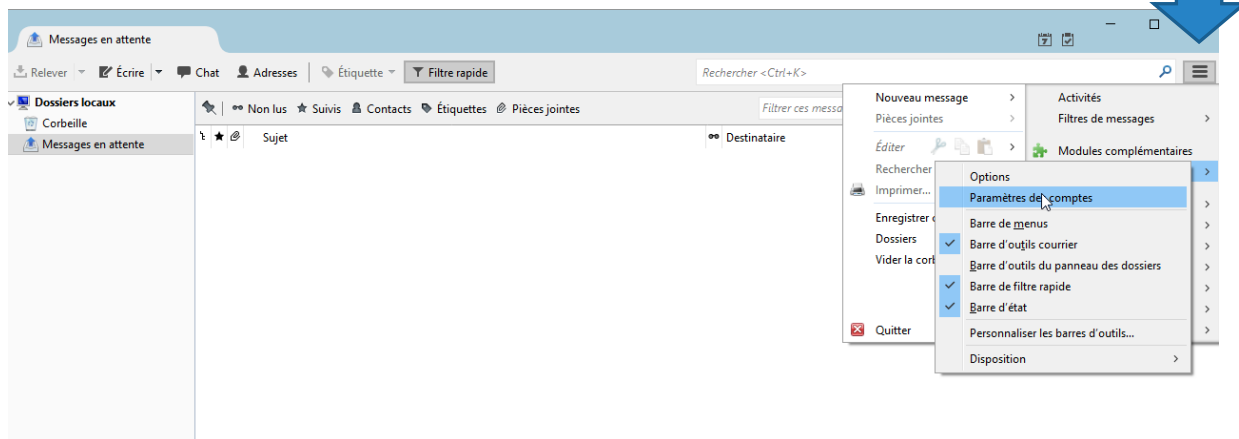 Messages en attente
7
Relever Écrire Chat Adresses Étiquette Filtre rapide Rechercher <Ctrl+K>
Dossiers locaux
Corbeille
Messages en attente
Non lus Suivis Contacts Étiquettes Pièces jointes Filtrer ces messa
Sujet Destinataire
Nouveau message
Pièces jointes
Éditer
Rechercher
Imprimer...
Enregistrer
Dossiers
Vider la corb
Quitter
Activités
Filtres de messages
Modules complémentaires
Options
Paramètres des comptes
Barre de menus
Barre d'outils courrier
Barre d'outils du panneau des dossiers
Barre de filtre rapide
Barre d'état
Personnaliser les barres d'outils...
Disposition